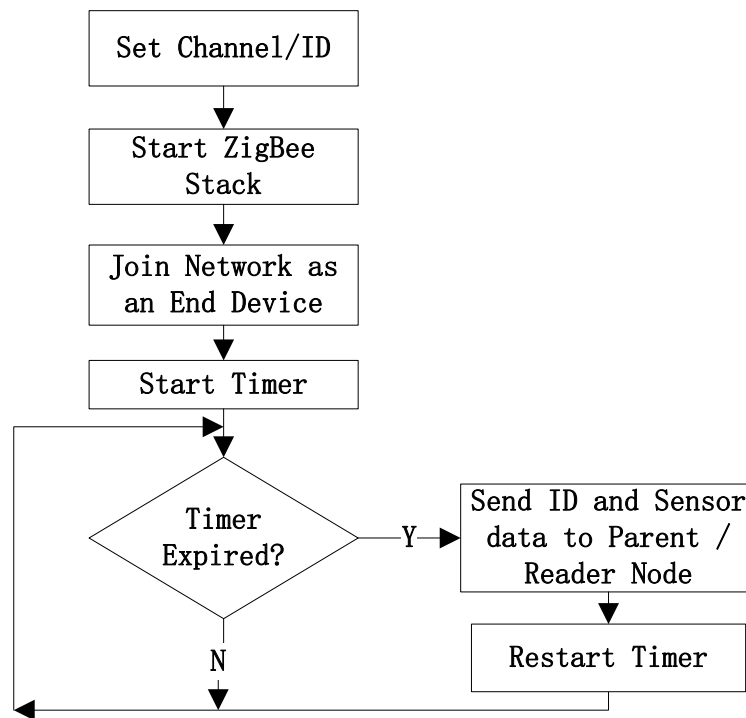 Set Channel/ID
Start ZigBee
Stack
Join Network as
an End Device
Start Timer
Timer
Expired?
Y
Send ID and Sensor
data to Parent /
Reader Node
N
Restart Timer